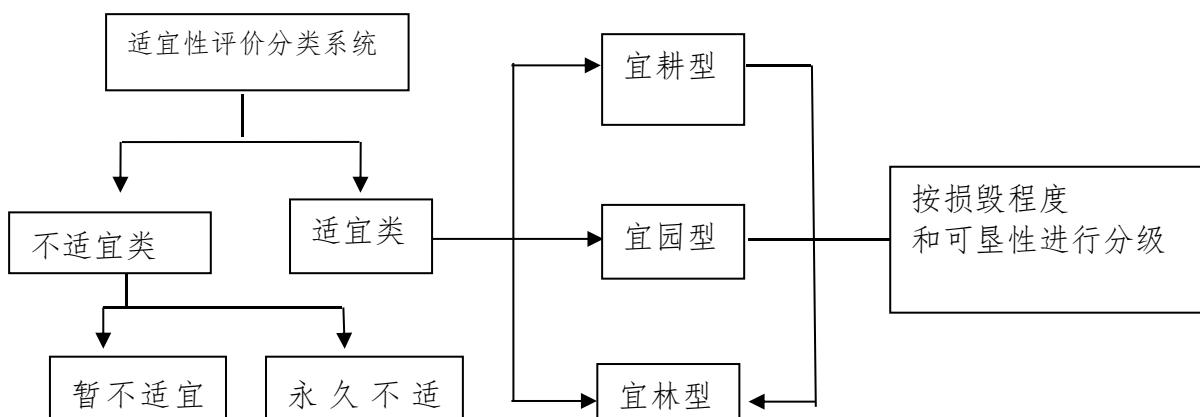 适宜性评价分类系统
宜耕型
不适宜类
适宜类
宜园型
按损毁程度
和可垦性进行分级
暂不适宜
永久不适
宜林型